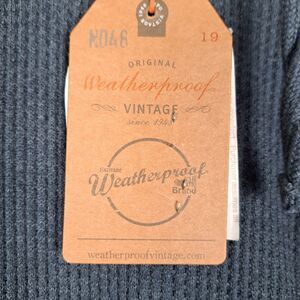 N046
19
ORIGINAL
Weatherproof
VINTAGE
since 1948
Weatherproof
Brand
weatherproofvintage.com